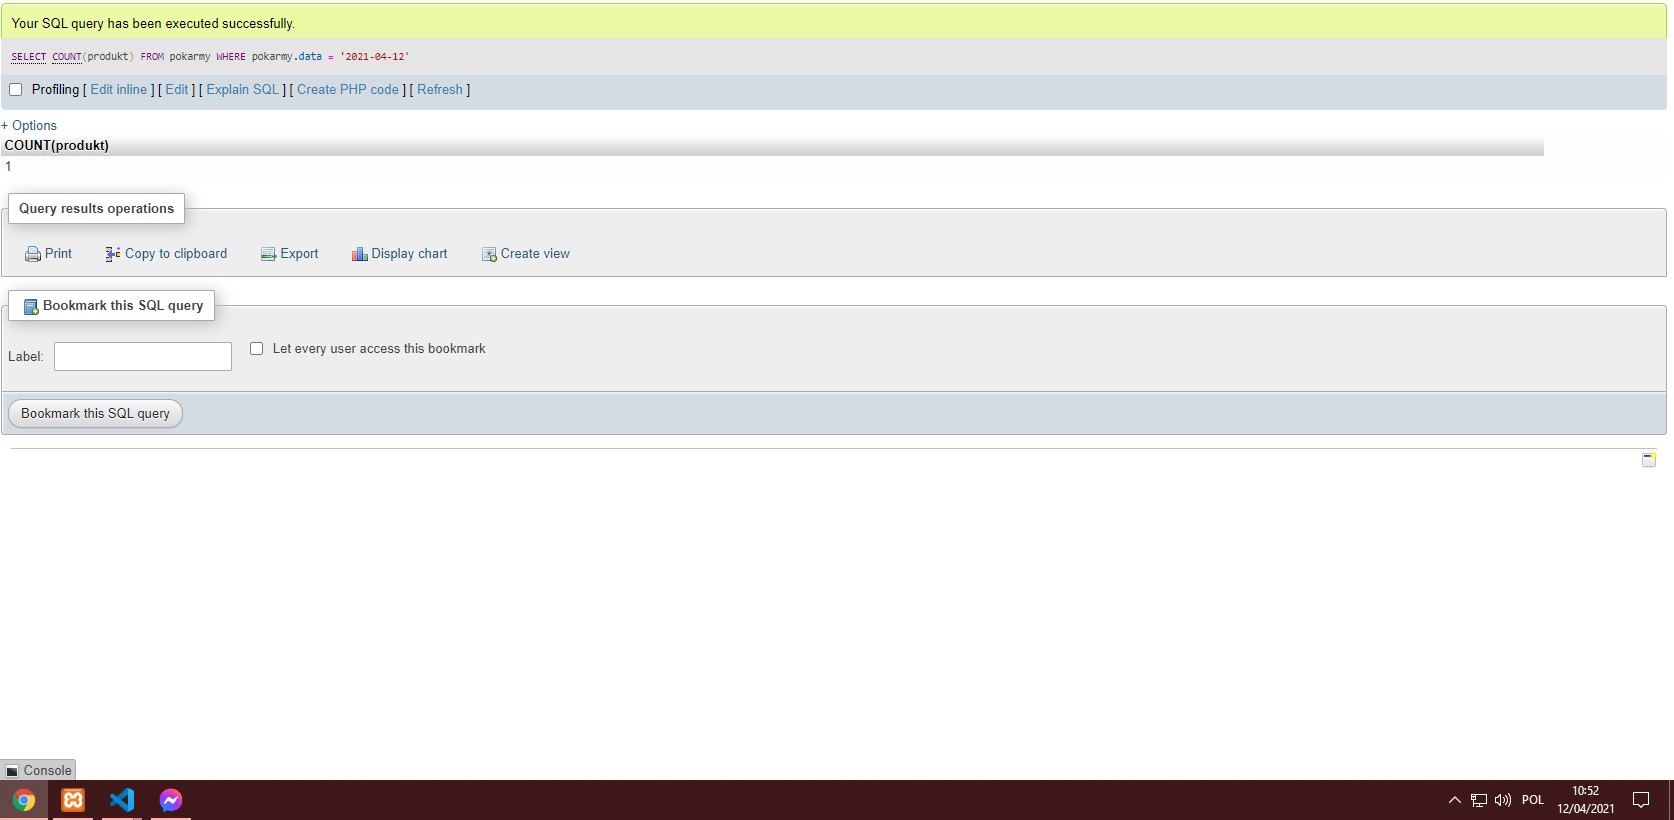 Your SQL query has been executed successfully.
SELECT COUNT(produkt) FROM pokarmy WHERE pokarmy.data = '2021-04-12'
Profiling [ Edit inline ] [ Edit ] [ Explain SQL ] [ Create PHP code ] [ Refresh ]
+ Options
COUNT(produkt)
1
Query results operations
Print Copy to clipboard Export Display chart Create view
Bookmark this SQL query
Label: Let every user access this bookmark
Bookmark this SQL query
Console
POL 10:52
12/04/2021